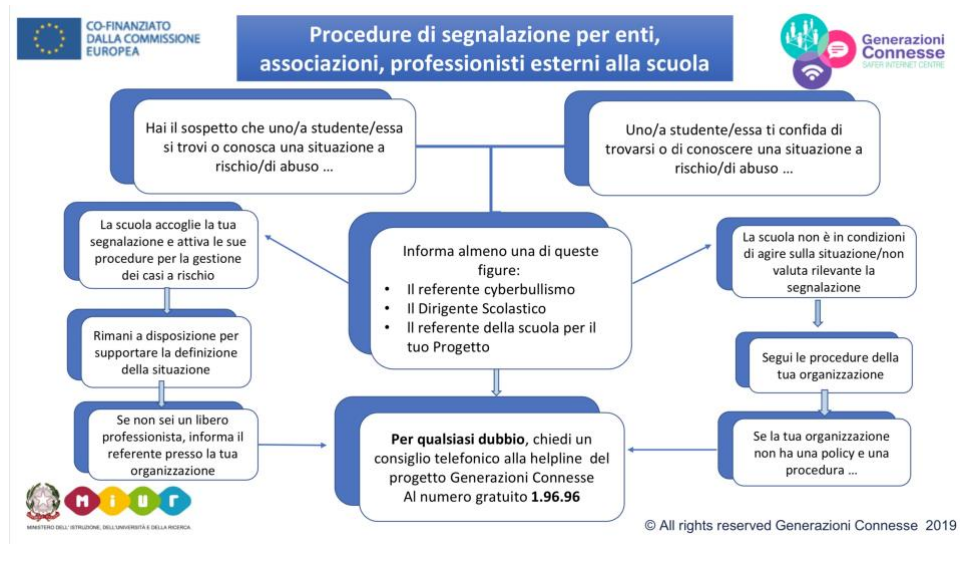 CO-FINANZIATO
DALLA COMMISSIONE
EUROPEA
Procedure di segnalazione per enti,
associazioni, professionisti esterni alla scuola
Generazioni
Connesse
SAFER INTERNET CENTRE
Hai il sospetto che uno/a studente/essa
si trovi o conosca una situazione a
rischio/di abuso ...
Uno/a studente/essa ti confida di
trovarsi o di conoscere una situazione a
rischio/di abuso ...
La scuola accoglie la tua
segnalazione e attiva le sue
procedure per la gestione
dei casi a rischio
Informa almeno una di queste
figure:
• Il referente cyberbullismo
• Il Dirigente Scolastico
• Il referente della scuola per il
tuo Progetto
La scuola non è in condizioni
di agire sulla situazione/non
valuta rilevante la
segnalazione
Rimani a disposizione per
supportare la definizione
della situazione
Segui le procedure della
tua organizzazione
Se non sei un libero
professionista, informa il
referente presso la tua
organizzazione
Per qualsiasi dubbio, chiedi un
consiglio telefonico alla helpline del
progetto Generazioni Connesse
Al numero gratuito 1.96.96
Se la tua organizzazione
non ha una policy e una
procedura ...
MIUR
MINISTERO DELL' ISTRUZIONE, DELL'UNIVERSITÀ E DELLA RICERCA
© All rights reserved Generazioni Connesse 2019